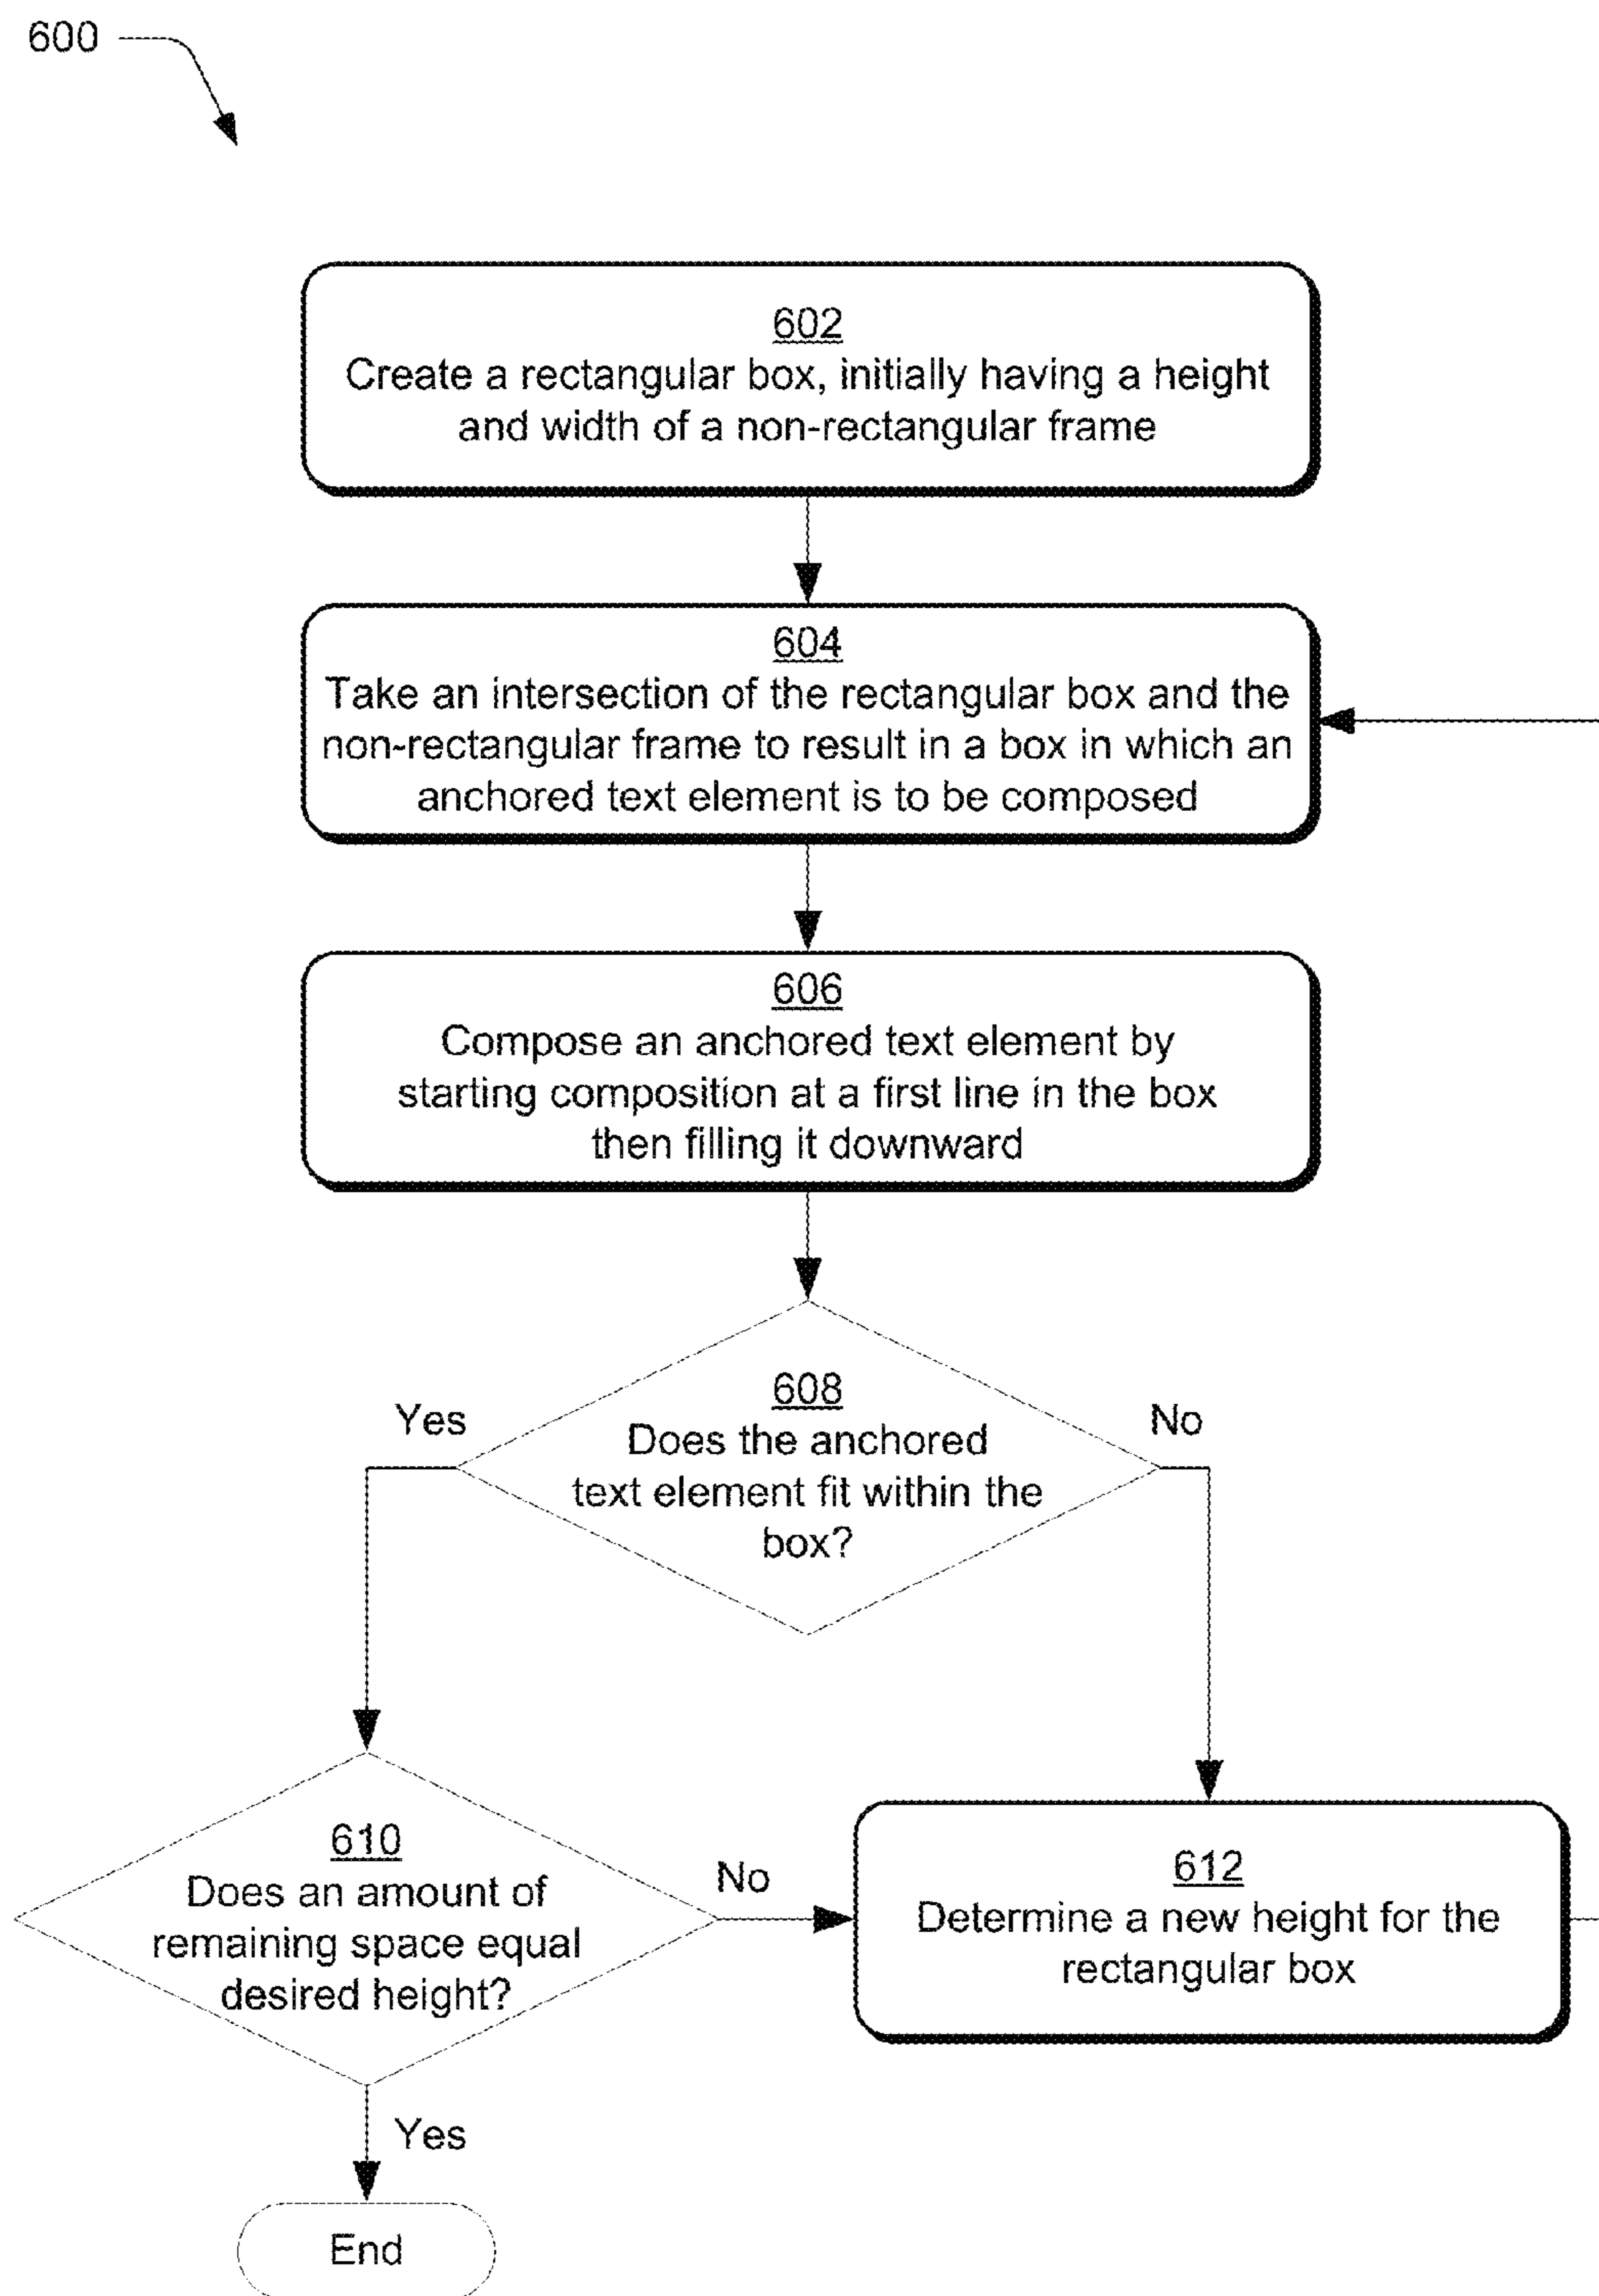 600
602
Create a rectangular box, initially having a height
and width of a non-rectangular frame
604
Take an intersection of the rectangular box and the
non-rectangular frame to result in a box in which an
anchored text element is to be composed
606
Compose an anchored text element by
starting composition at a first line in the box
then filling it downward
608
Does the anchored
text element fit within the
box?
Yes
No
610
Does an amount of
remaining space equal
desired height?
No
612
Determine a new height for the
rectangular box
Yes
End